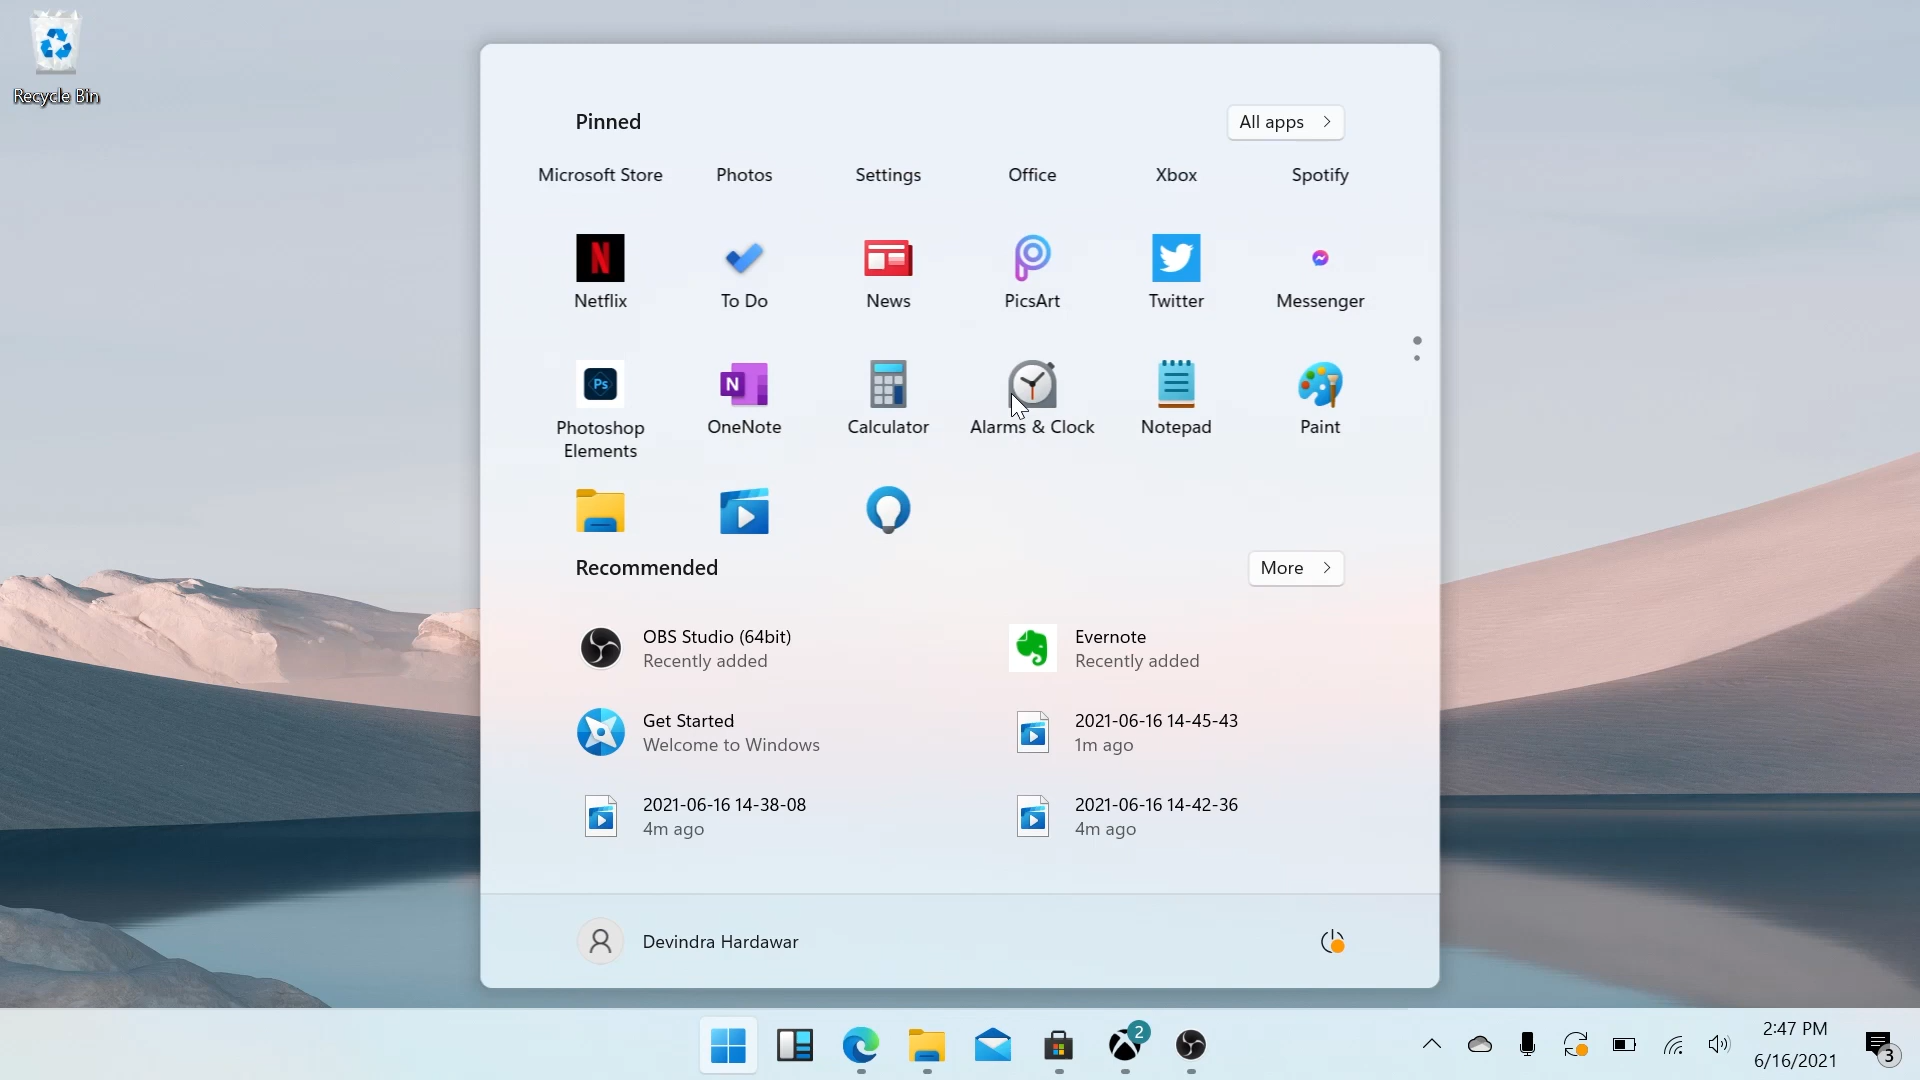 Recycle Bin
Pinned
All apps
Microsoft Store
Photos
Settings
Office
Xbox
Spotify
N
Netflix
To Do
News
PicsArt
Twitter
Messenger
Ps
Photoshop
Elements
N
OneNote
Calculator
Alarms & Clock
Notepad
Paint
Recommended
More
OBS Studio (64bit)
Recently added
Evernote
Recently added
Get Started
Welcome to Windows
2021-06-16 14-45-43
1m ago
2021-06-16 14-38-08
4m ago
2021-06-16 14-42-36
4m ago
Devindra Hardawar
2
2:47 PM
6/16/2021
3